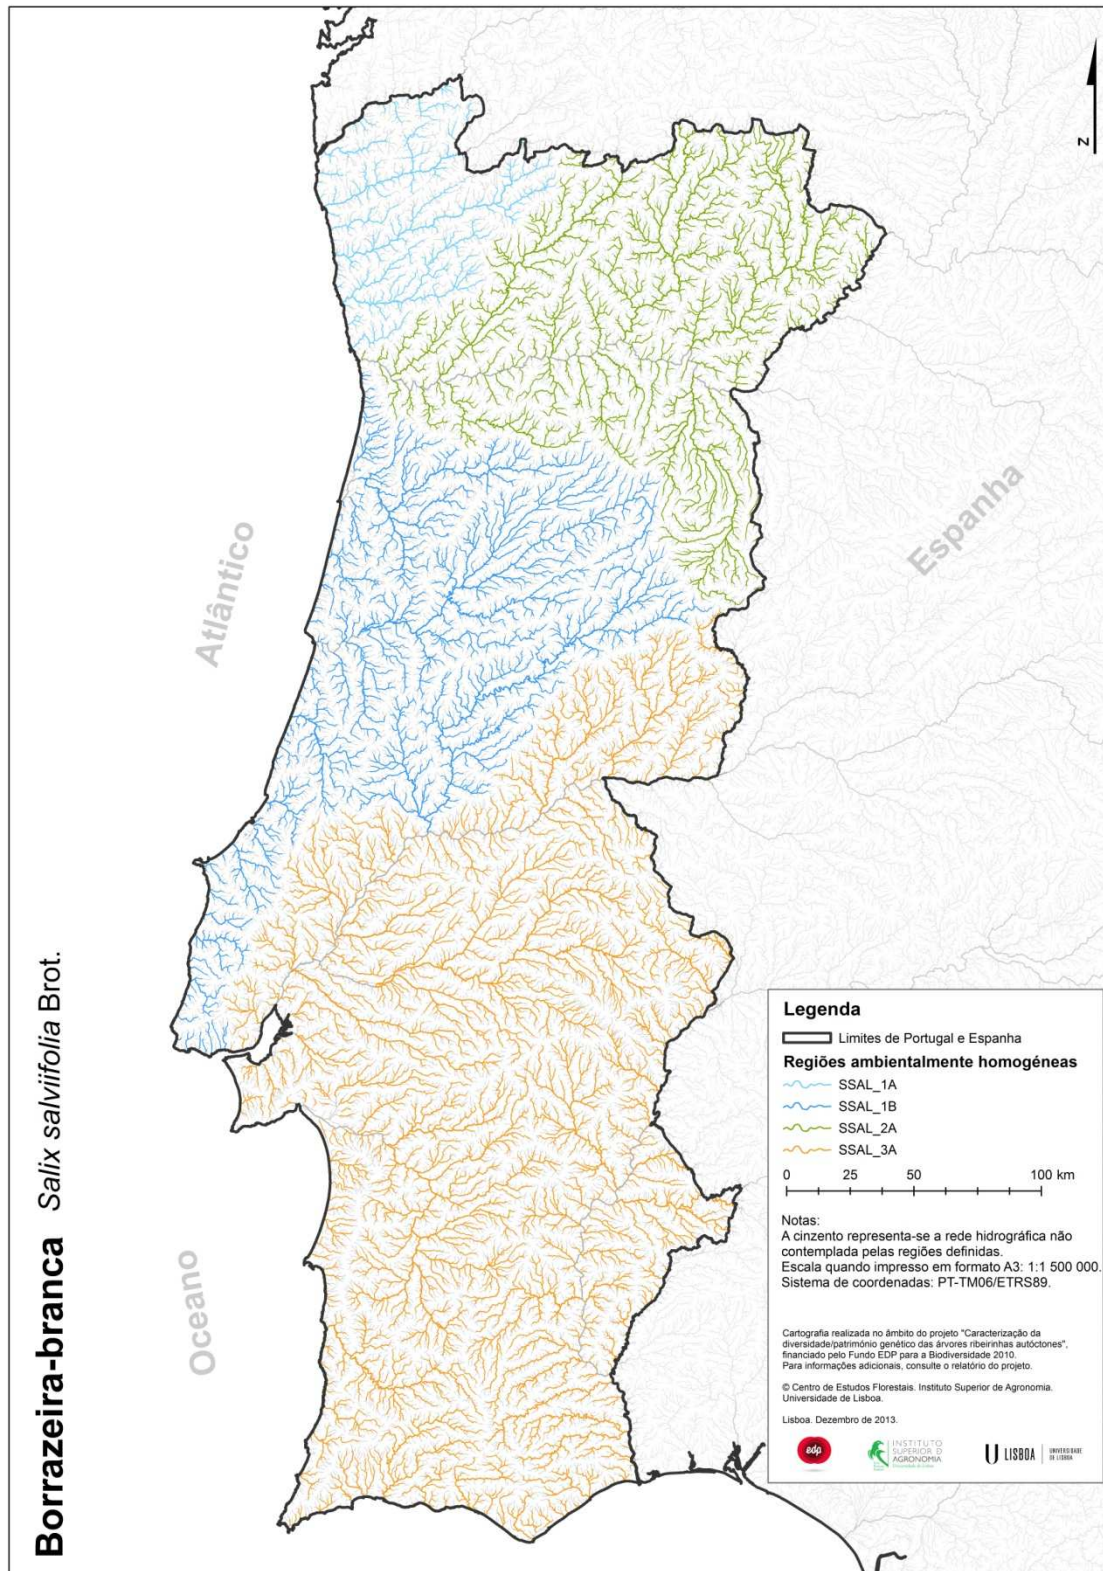 Borrazeira-branca Salix salviifolia Brot.
N
Atlântico
Oceano
Espanha
Legenda
Limites de Portugal e Espanha
Regiões ambientalmente homogéneas
SSAL_1A
SSAL_1B
SSAL_2A
SSAL_3A
0 25 50 100 km
Notas:
A cinzento representa-se a rede hidrográfica não
contemplada pelas regiões definidas.
Escala quando impresso em formato A3: 1:1 500 000.
Sistema de coordenadas: PT-TM06/ETRS89.
Cartografia realizada no âmbito do projeto "Caracterização da
diversidade/património genético das árvores ribeirinhas autóctones",
financiado pelo Fundo EDP para a Biodiversidade 2010.
Para informações adicionais, consulte o relatório do projeto.
© Centro de Estudos Florestais. Instituto Superior de Agronomia.
Universidade de Lisboa.
Lisboa. Dezembro de 2013.
edp
INSTITUTO
SUPERIOR D
AGRONOMIA
LISBOA
UNIVERSIDADE
DE LISBOA